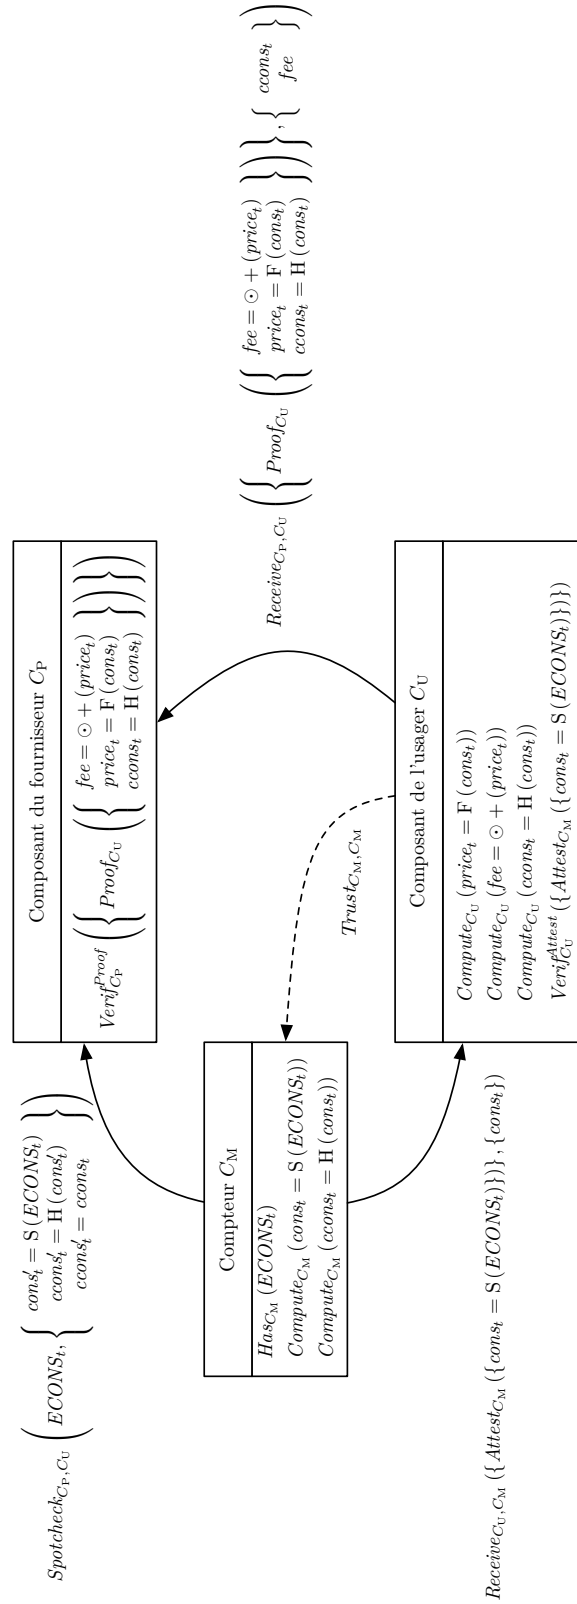 Spotcheck_{C_P,C_U} ( ECONS_t, { cons′_t = S (ECONS_t)
ccons′_t = H (cons′_t)
ccons′_t = ccons_t } )
Composant du fournisseur C_P
Verif^{Proof}_{C_P} ( { Proof_{C_U} ( { fee = ⊙ + (price_t)
price_t = F (cons_t)
ccons_t = H (cons_t) } ) } )
Compteur C_M
Has_{C_M} (ECONS_t)
Compute_{C_M} (cons_t = S (ECONS_t))
Compute_{C_M} (ccons_t = H (cons_t))
Trust_{C_M,C_M}
Receive_{C_P,C_U} ( { Proof_{C_U} ( { fee = ⊙ + (price_t)
price_t = F (cons_t)
ccons_t = H (cons_t) } ) } , { ccons_t
fee } )
Composant de l'usager C_U
Compute_{C_U} (price_t = F (cons_t))
Compute_{C_U} (fee = ⊙ + (price_t))
Compute_{C_U} (ccons_t = H (cons_t))
Verif^{Attest}_{C_U} ({Attest_{C_M} ({cons_t = S (ECONS_t)})})
Receive_{C_U,C_M} ({Attest_{C_M} ({cons_t = S (ECONS_t)})}, {cons_t})